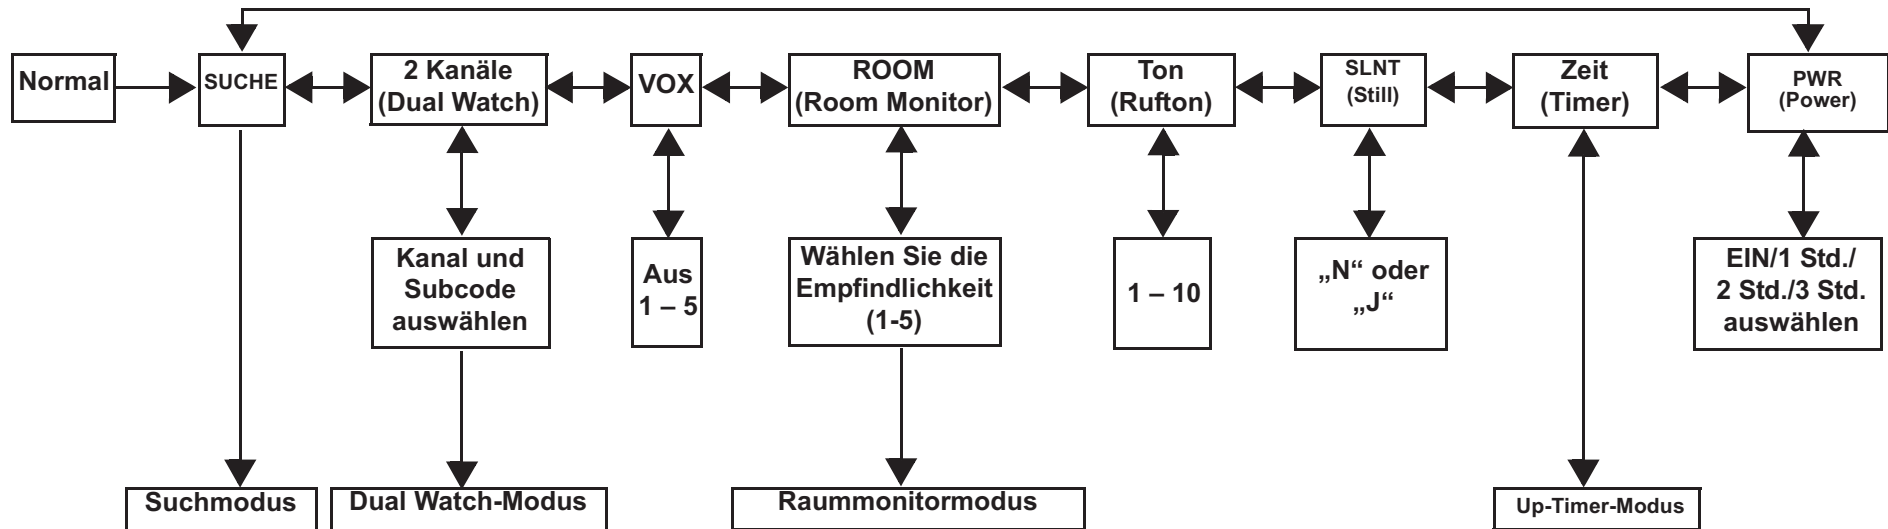 Normal
SUCHE
2 Kanäle
(Dual Watch)
VOX
ROOM
(Room Monitor)
Ton
(Rufton)
SLNT
(Still)
Zeit
(Timer)
PWR
(Power)
Kanal und
Subcode
auswählen
Aus
1 – 5
Wählen Sie die
Empfindlichkeit
(1-5)
1 – 10
„N“ oder
„J“
EIN/1 Std./
2 Std./3 Std.
auswählen
Suchmodus
Dual Watch-Modus
Raummonitormodus
Up-Timer-Modus